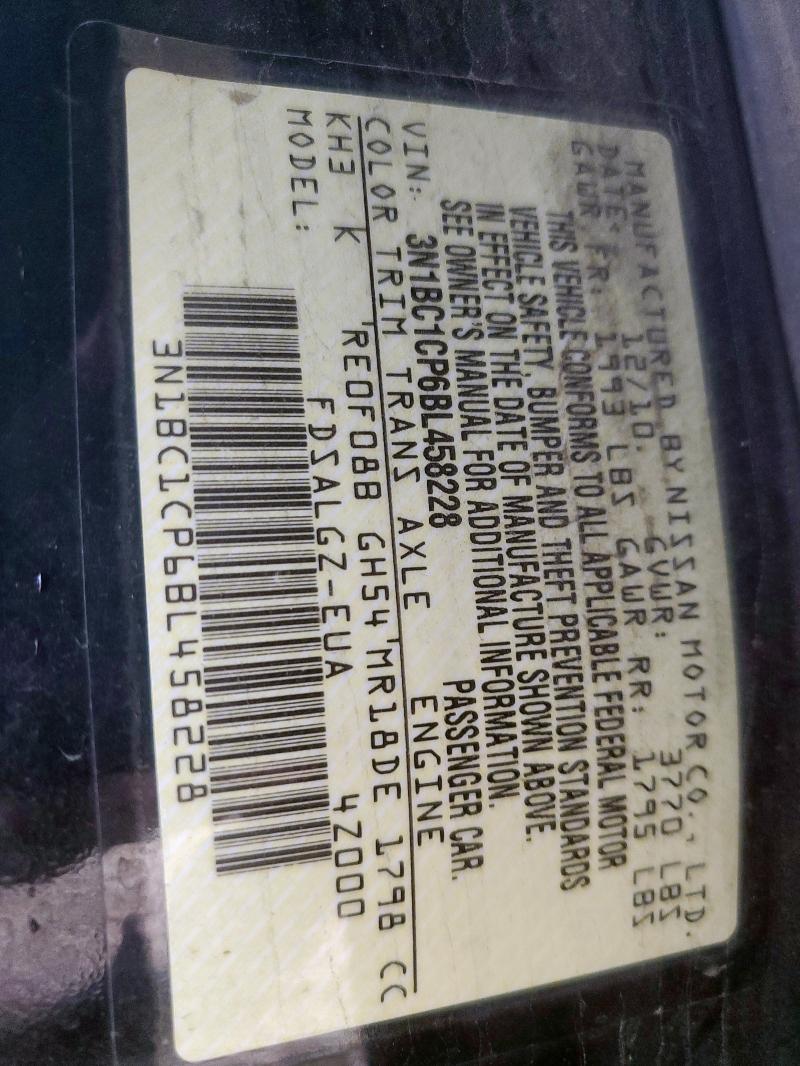 MANUFACTURED BY NISSAN MOTOR CO., LTD.
DATE: 12/10. GVWR: 3770 LBS
GAWR FR: 1993 LBS GAWR RR: 1795 LBS
THIS VEHICLE CONFORMS TO ALL APPLICABLE FEDERAL MOTOR
VEHICLE SAFETY, BUMPER AND THEFT PREVENTION STANDARDS
IN EFFECT ON THE DATE OF MANUFACTURE SHOWN ABOVE.
SEE OWNER'S MANUAL FOR ADDITIONAL INFORMATION.
VIN: 3N1BC1CP6BL458228 PASSENGER CAR.
COLOR TRIM TRANS AXLE ENGINE
KH3 K RE0F08B GH54 MR18DE 1798 CC
MODEL: FDSALGZ-EUA 4Z000
3N1BC1CP6BL458228